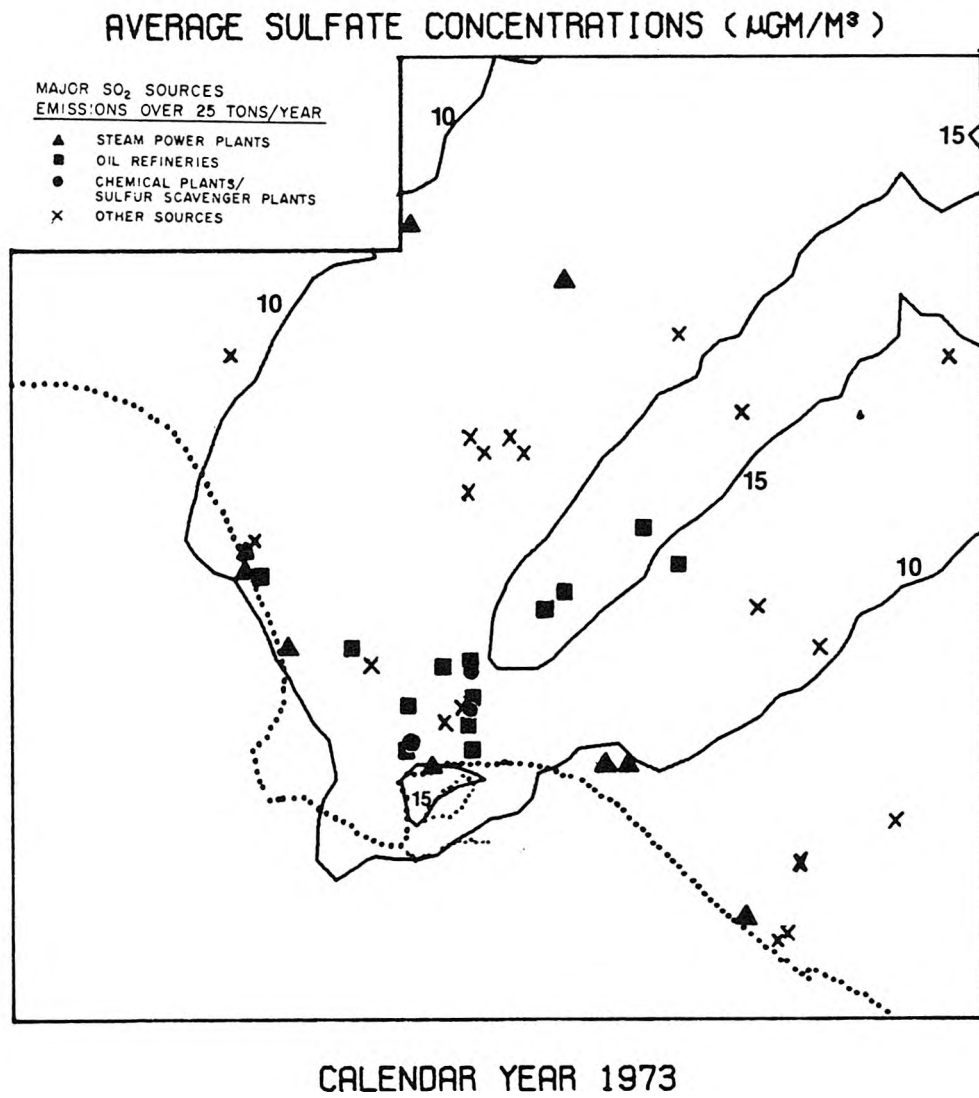 AVERAGE SULFATE CONCENTRATIONS (µGM/M³)
MAJOR SO₂ SOURCES
EMISSIONS OVER 25 TONS/YEAR
STEAM POWER PLANTS
OIL REFINERIES
CHEMICAL PLANTS/
SULFUR SCAVENGER PLANTS
OTHER SOURCES
10
15
10
15
10
15
CALENDAR YEAR 1973